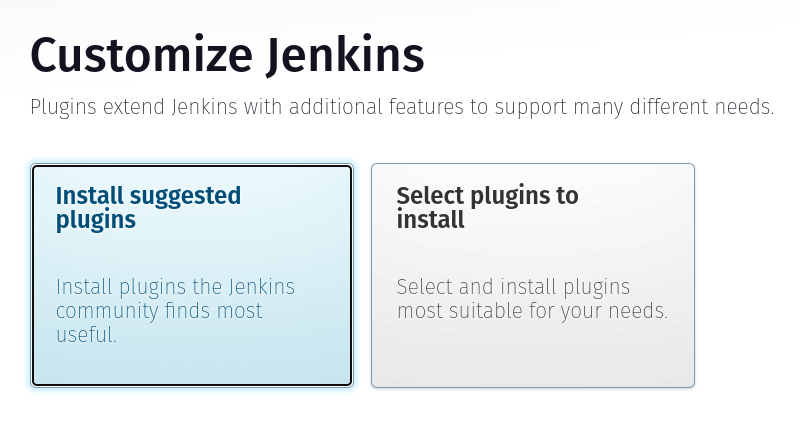 Customize Jenkins
Plugins extend Jenkins with additional features to support many different needs.
Install suggested
plugins
Install plugins the Jenkins
community finds most
useful.
Select plugins to
install
Select and install plugins
most suitable for your needs.